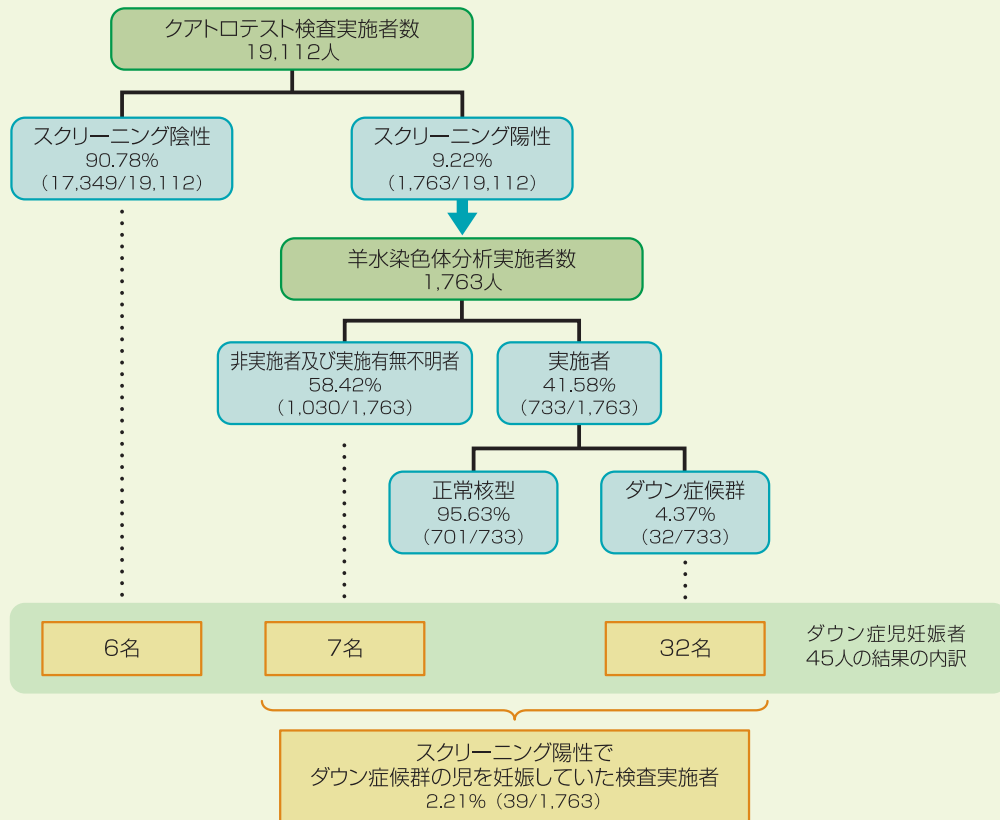 クアトロテスト検査実施者数
19,112人
スクリーニング陰性
90.78%
(17,349/19,112)
スクリーニング陽性
9.22%
(1,763/19,112)
羊水染色体分析実施者数
1,763人
非実施者及び実施有無不明者
58.42%
(1,030/1,763)
実施者
41.58%
(733/1,763)
正常核型
95.63%
(701/733)
ダウン症候群
4.37%
(32/733)
6名
7名
32名
ダウン症児妊娠者
45人の結果の内訳
スクリーニング陽性で
ダウン症候群の児を妊娠していた検査実施者
2.21% (39/1,763)